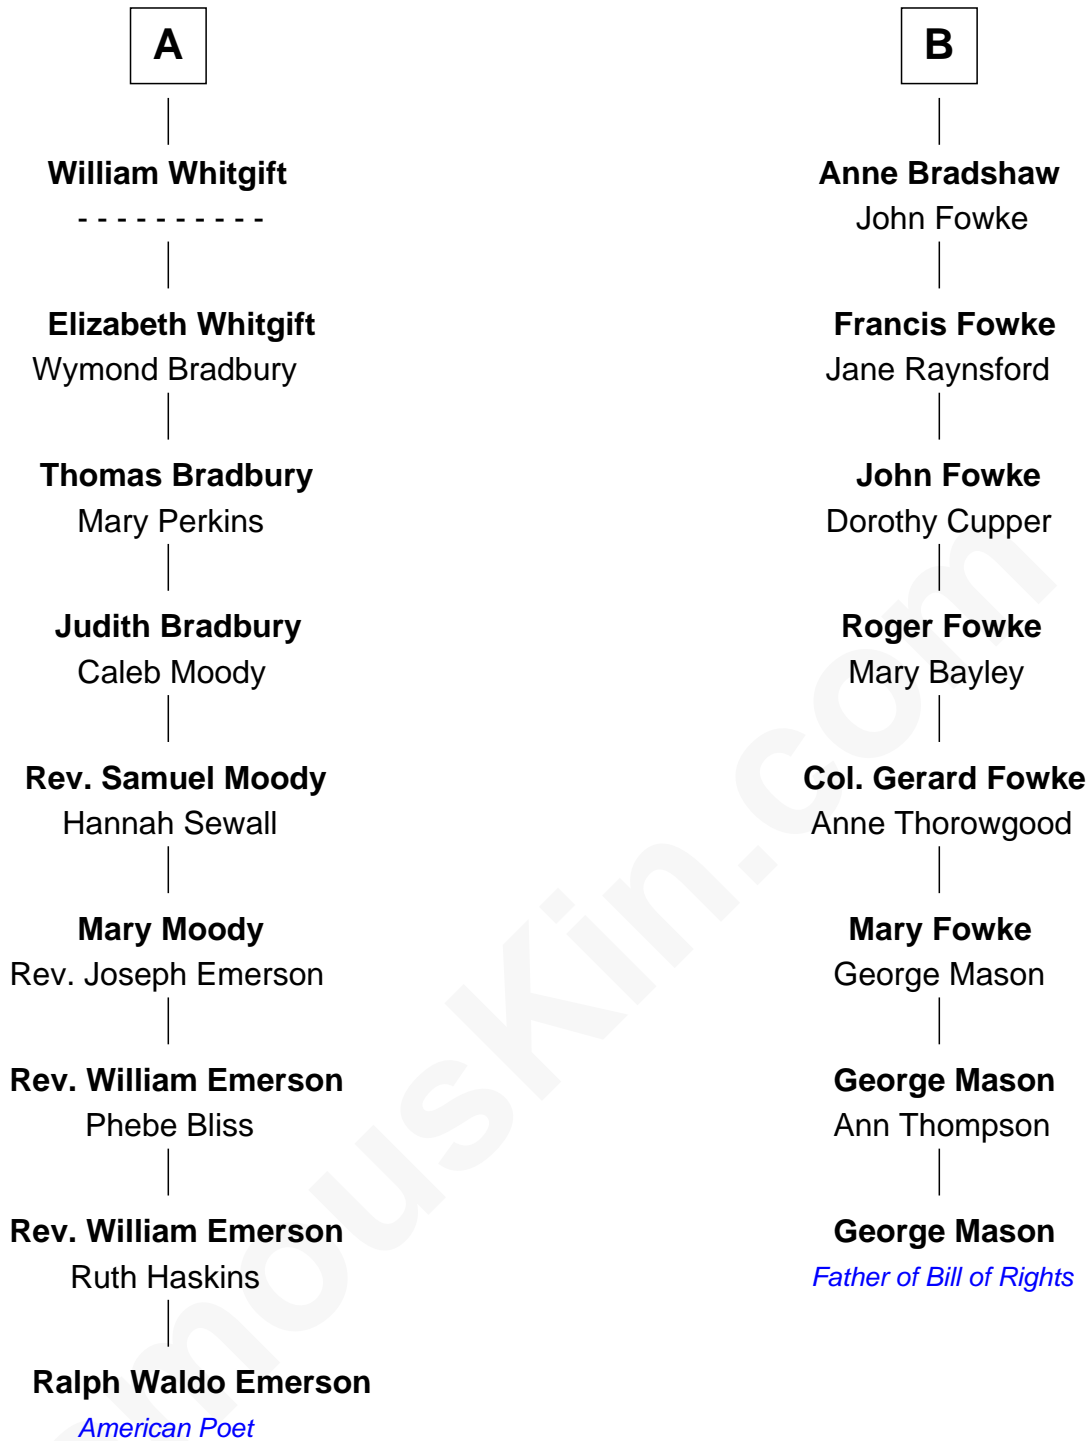 A
William Whitgift
- - - - - - - - - -
Elizabeth Whitgift
Wymond Bradbury
Thomas Bradbury
Mary Perkins
Judith Bradbury
Caleb Moody
Rev. Samuel Moody
Hannah Sewall
Mary Moody
Rev. Joseph Emerson
Rev. William Emerson
Phebe Bliss
Rev. William Emerson
Ruth Haskins
Ralph Waldo Emerson
American Poet
B
Anne Bradshaw
John Fowke
Francis Fowke
Jane Raynsford
John Fowke
Dorothy Cupper
Roger Fowke
Mary Bayley
Col. Gerard Fowke
Anne Thorowgood
Mary Fowke
George Mason
George Mason
Ann Thompson
George Mason
Father of Bill of Rights
mousKin.com